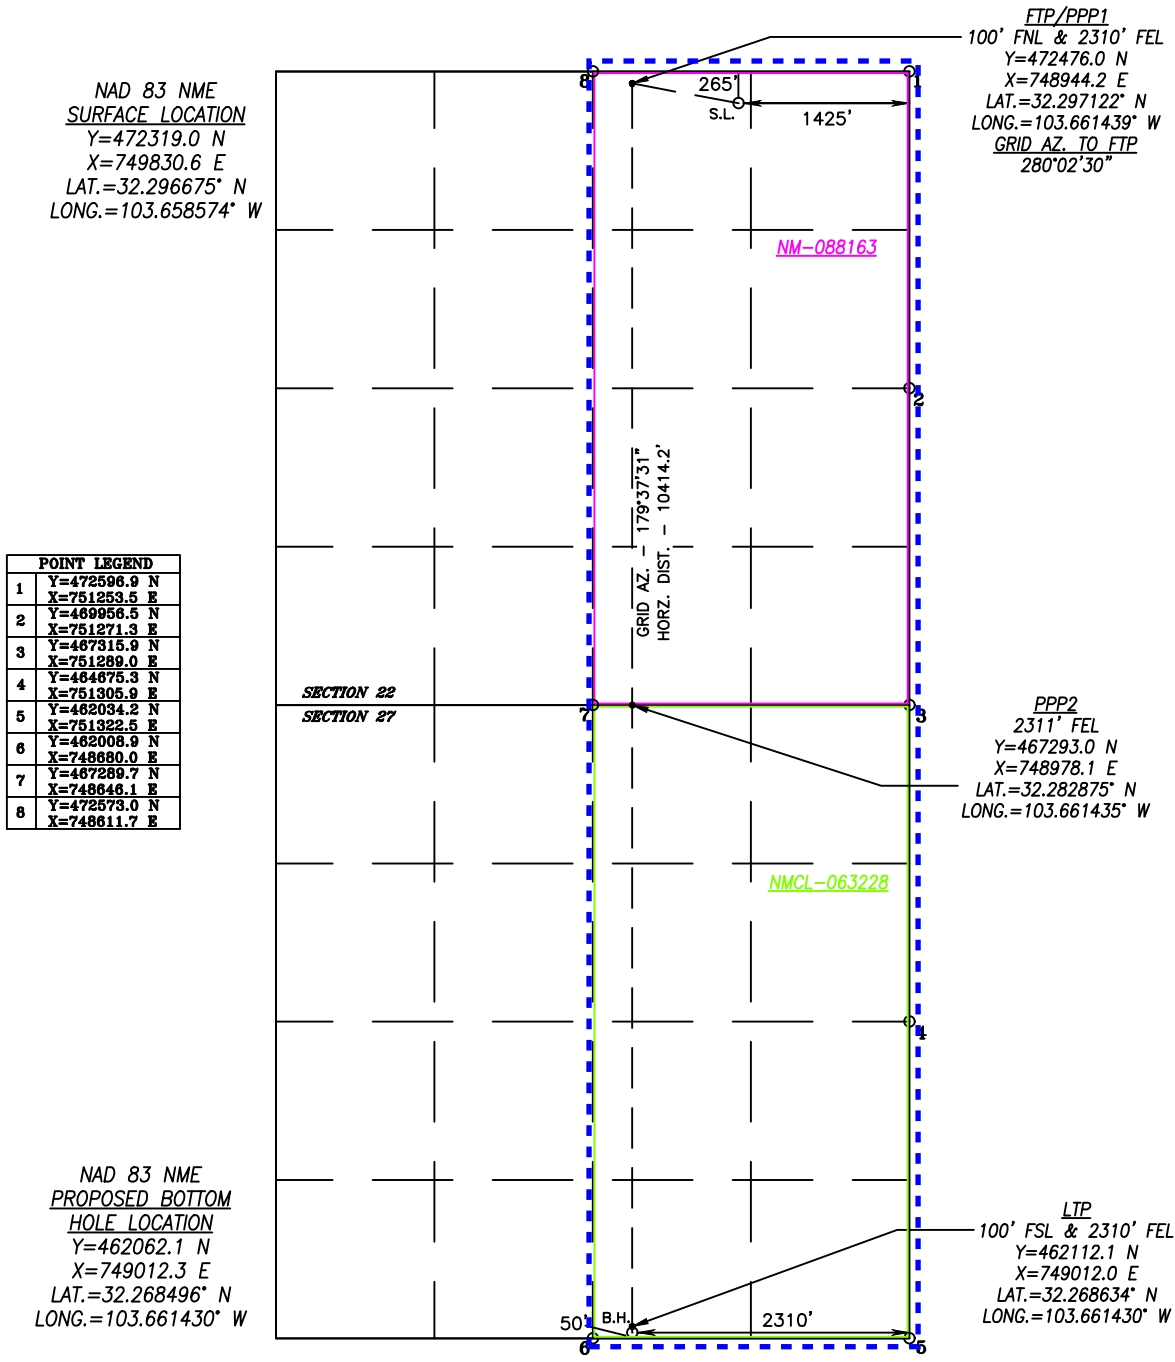 FTP/PPP1
100' FNL & 2310' FEL
Y=472476.0 N
X=748944.2 E
LAT.=32.297122° N
LONG.=103.661439° W
GRID AZ. TO FTP
280°02'30"
NAD 83 NME
SURFACE LOCATION
Y=472319.0 N
X=749830.6 E
LAT.=32.296675° N
LONG.=103.658574° W
8
265'
S.L.
1425'
1
NM-088163
2
GRID AZ. - 179°37'31"
HORZ. DIST. - 10414.2'
POINT LEGEND
1 Y=472596.9 N
X=751253.5 E
2 Y=469956.5 N
X=751271.3 E
3 Y=467315.9 N
X=751289.0 E
4 Y=464675.3 N
X=751305.9 E
5 Y=462034.2 N
X=751322.5 E
6 Y=462008.9 N
X=748680.0 E
7 Y=467289.7 N
X=748646.1 E
8 Y=472573.0 N
X=748611.7 E
SECTION 22
SECTION 27
7
3
PPP2
2311' FEL
Y=467293.0 N
X=748978.1 E
LAT.=32.282875° N
LONG.=103.661435° W
NMCL-063228
4
NAD 83 NME
PROPOSED BOTTOM
HOLE LOCATION
Y=462062.1 N
X=749012.3 E
LAT.=32.268496° N
LONG.=103.661430° W
LTP
100' FSL & 2310' FEL
Y=462112.1 N
X=749012.0 E
LAT.=32.268634° N
LONG.=103.661430° W
50'
B.H.
2310'
6
5